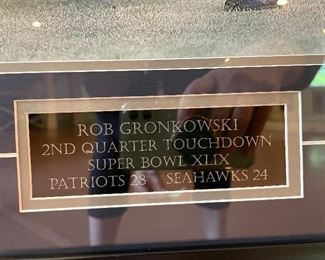 ROB GRONKOWSKI
2ND QUARTER TOUCHDOWN
SUPER BOWL XLIX
PATRIOTS 28 SEAHAWKS 24